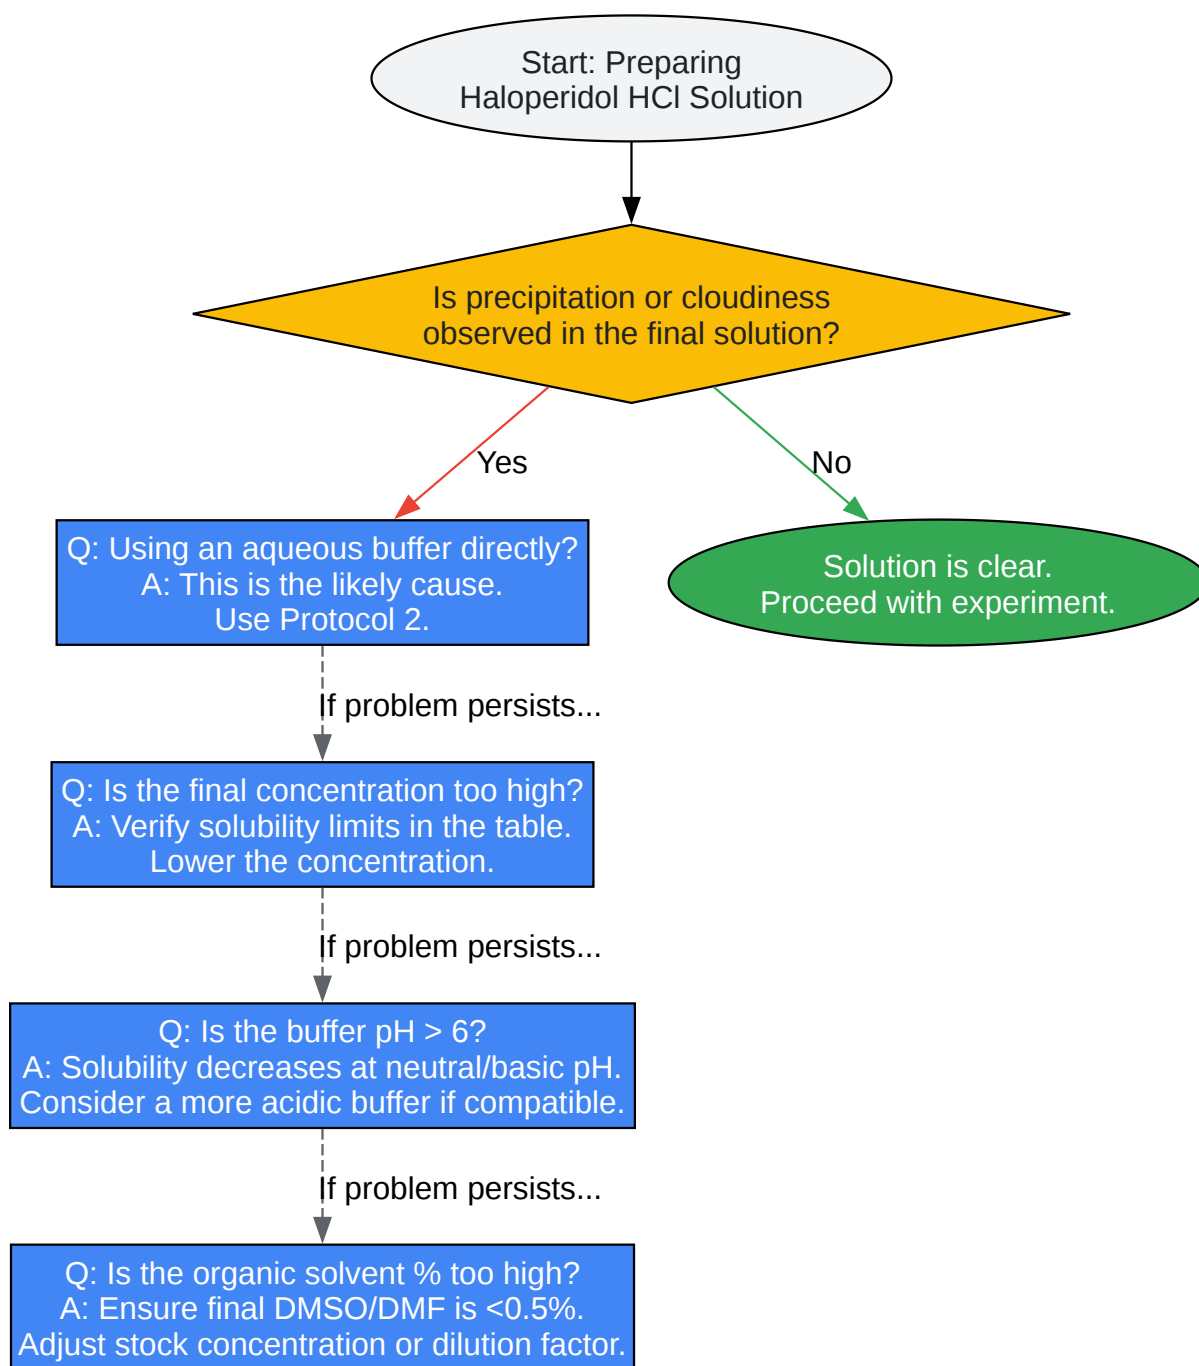 Start: Preparing
Haloperidol HCl Solution
Is precipitation or cloudiness
observed in the final solution?
Yes
No
Q: Using an aqueous buffer directly?
A: This is the likely cause.
Use Protocol 2.
Solution is clear.
Proceed with experiment.
If problem persists...
Q: Is the final concentration too high?
A: Verify solubility limits in the table.
Lower the concentration.
If problem persists...
Q: Is the buffer pH > 6?
A: Solubility decreases at neutral/basic pH.
Consider a more acidic buffer if compatible.
If problem persists...
Q: Is the organic solvent % too high?
A: Ensure final DMSO/DMF is <0.5%.
Adjust stock concentration or dilution factor.